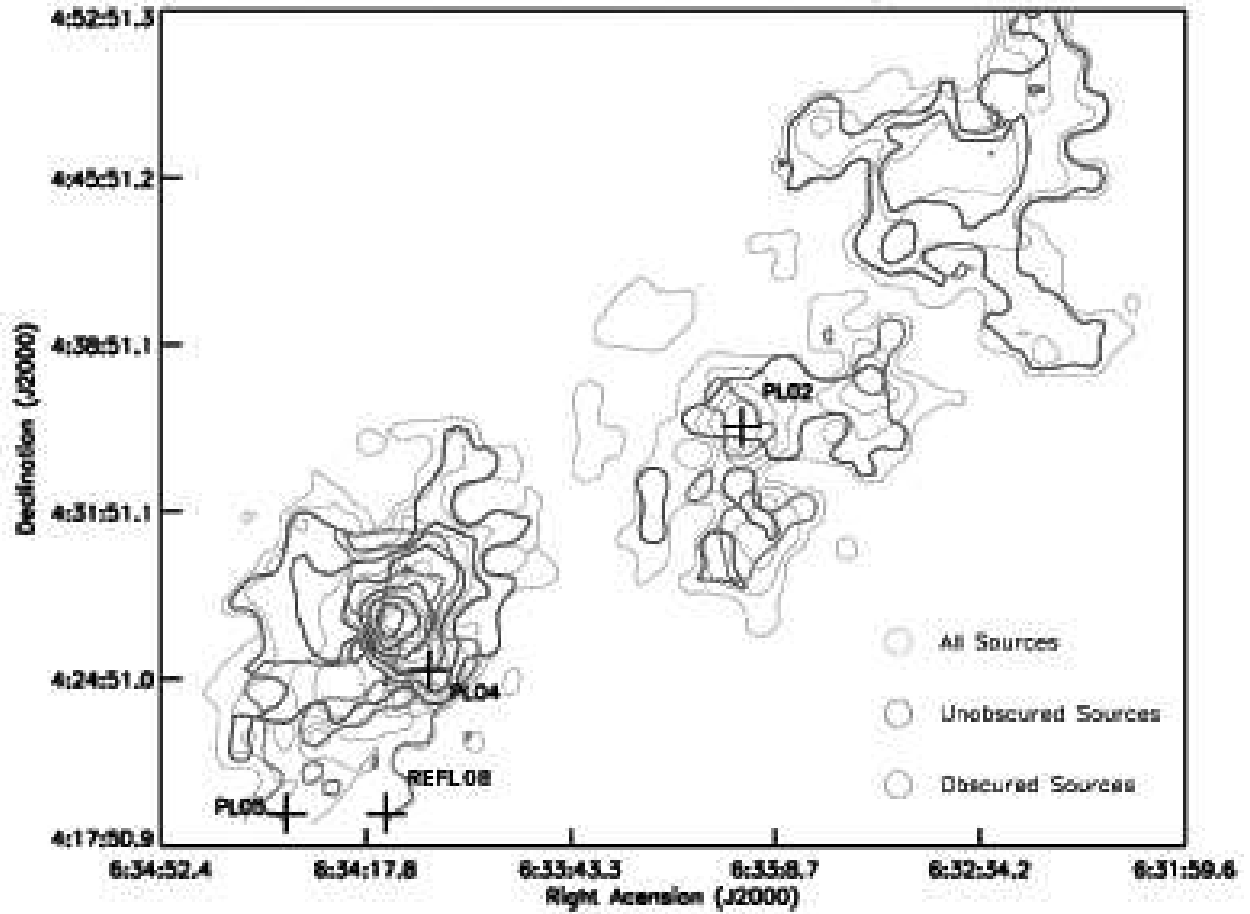 4:52:51.3
4:45:51.2
4:38:51.1
4:31:51.1
4:24:51.0
4:17:50.9
Declination (J2000)
PL02
PL04
REFL08
PL05
All Sources
Unobscured Sources
Obscured Sources
6:34:52.4
6:34:17.8
6:33:43.3
6:33:8.7
6:32:34.2
6:31:59.6
Right Acension (J2000)